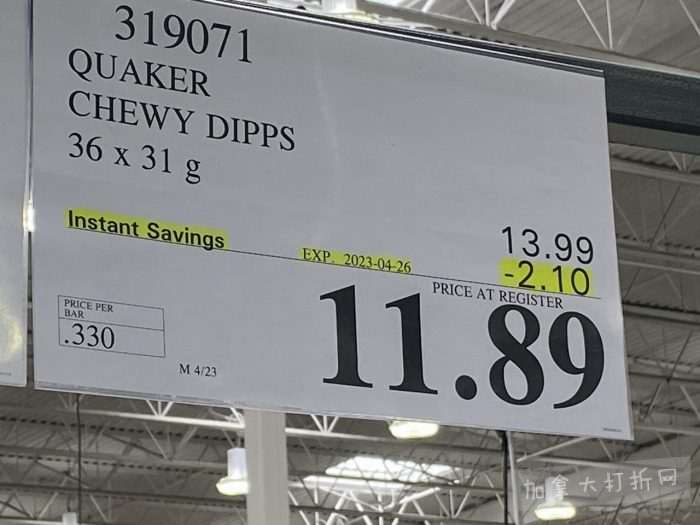 319071
QUAKER
CHEWY DIPPS
36 x 31 g
Instant Savings
13.99
EXP. 2023-04-26
-2.10
PRICE AT REGISTER
11.89
PRICE PER
BAR
.330
M 4/23
加拿大打折网